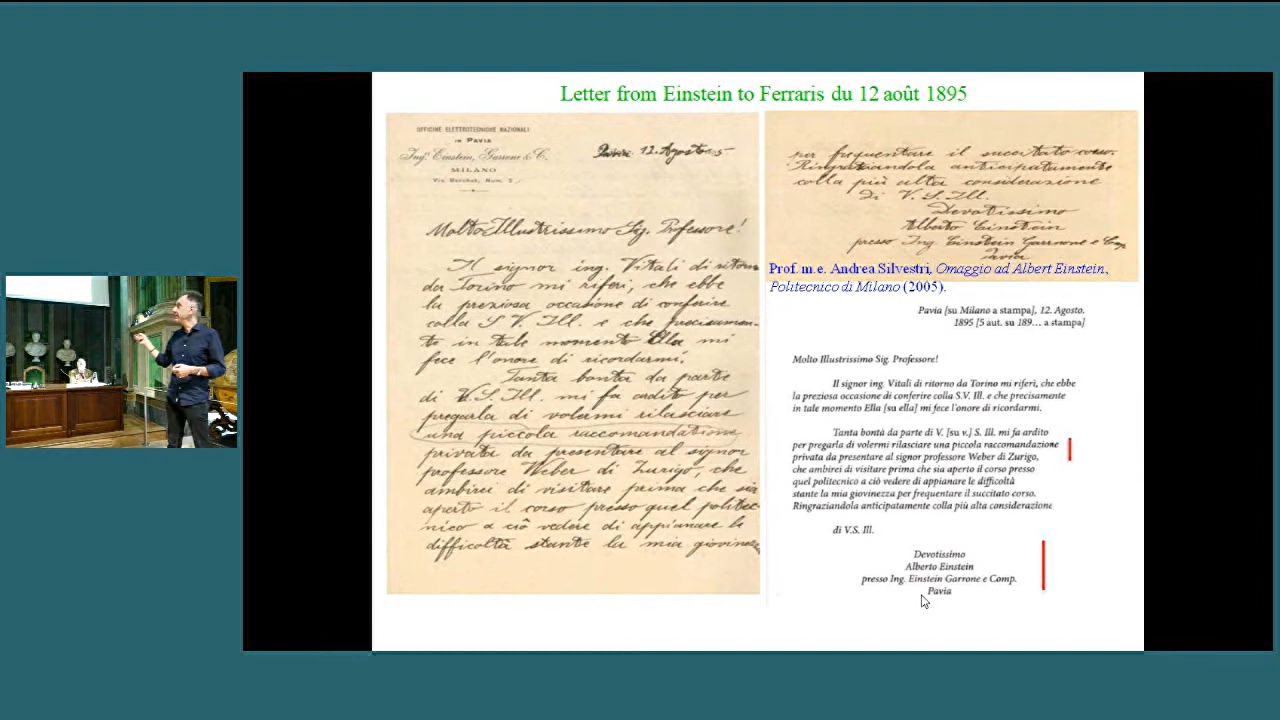 Letter from Einstein to Ferraris du 12 août 1895
OFFICINE ELETTROTECNICHE NAZIONALI
IN PAVIA
Ing.ri Einstein, Garrone & C.
MILANO
Via Borchet, Num. 2
Pavia 12. Agosto 5
Molto Illustrissimo Sig. Professore!
Il signor ing. Vitali di ritorno
da Torino mi riferi, che ebbe
la preziosa occasione di conferire
colla S V. Ill. e che precisamen-
te in tale momento Ella mi
fece l'onore di ricordarmi.
Tanta bontà da parte
di V. S. Ill. mi fa ardito per
pregarla di volermi rilasciare
una piccola raccomandazione
privata da presentare al signor
professore Weber di Zurigo, che
ambirei di visitare prima che sia
aperto il corso presso quel politec-
nico a ciò vedere di appianare le
difficoltà stante la mia giovinezza
per frequentare il succitato corso.
Ringraziandola anticipatamente
colla più alta considerazione
di V. S. Ill.
Devotissimo
Alberto Einstein
presso Ing. Einstein Garrone e Comp.
Pavia
Prof. m.e. Andrea Silvestri, Omaggio ad Albert Einstein,
Politecnico di Milano (2005).
Pavia [su Milano a stampa], 12. Agosto.
1895 [5 aut. su 189... a stampa]
Molto Illustrissimo Sig. Professore!
Il signor ing. Vitali di ritorno da Torino mi riferi, che ebbe
la preziosa occasione di conferire colla S.V. Ill. e che precisamente
in tale momento Ella [su ella] mi fece l'onore di ricordarmi.
Tanta bontà da parte di V. [su v.] S. Ill. mi fa ardito
per pregarla di volermi rilasciare una piccola raccomandazione
privata da presentare al signor professore Weber di Zurigo,
che ambirei di visitare prima che sia aperto il corso presso
quel politecnico a ciò vedere di appianare le difficoltà
stante la mia giovinezza per frequentare il succitato corso.
Ringraziandola anticipatamente colla più alta considerazione
di V.S. Ill.
Devotissimo
Alberto Einstein
presso Ing. Einstein Garrone e Comp.
Pavia